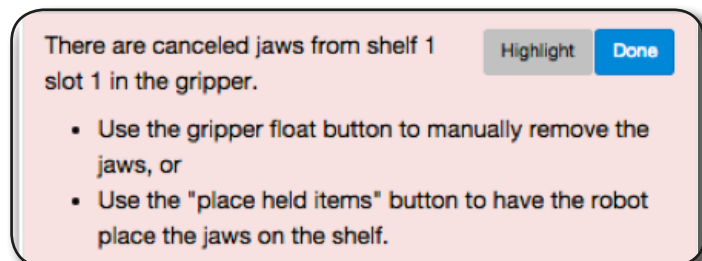 There are canceled jaws from shelf 1
slot 1 in the gripper.
Highlight
Done
• Use the gripper float button to manually remove the
jaws, or
• Use the "place held items" button to have the robot
place the jaws on the shelf.